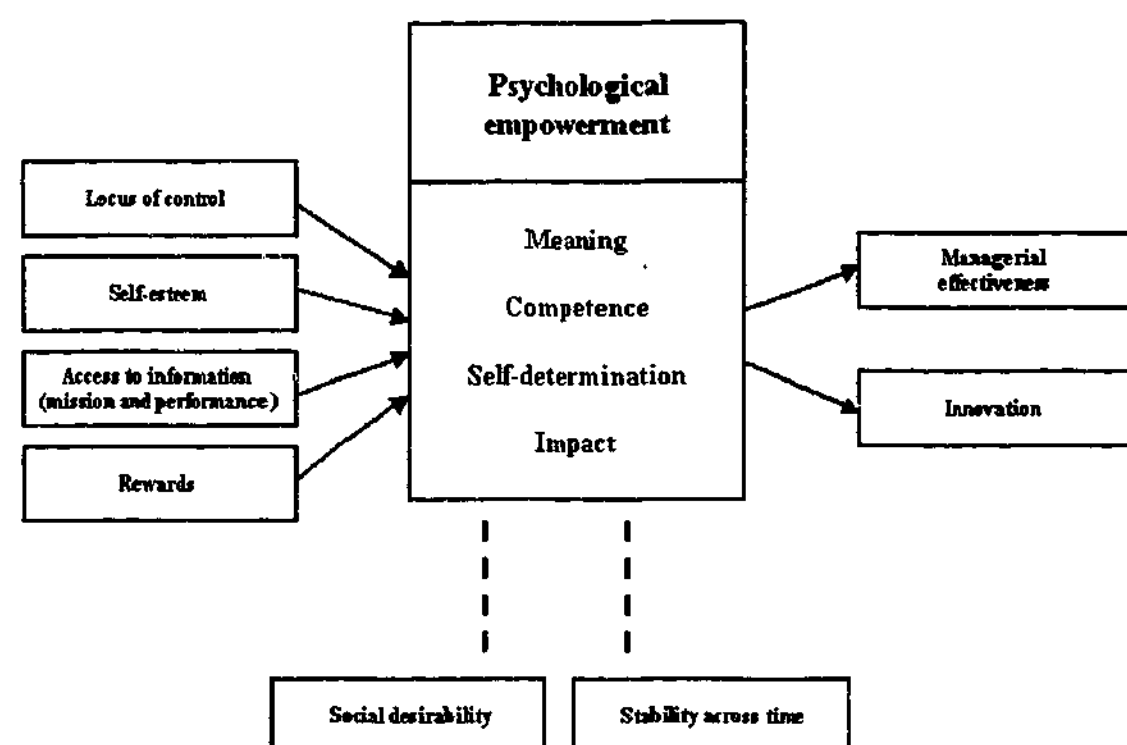 Psychological
empowerment
Locus of control
Self-esteem
Access to information
(mission and performance)
Rewards
Meaning
Competence
Self-determination
Impact
Managerial
effectiveness
Innovation
Social desirability
Stability across time